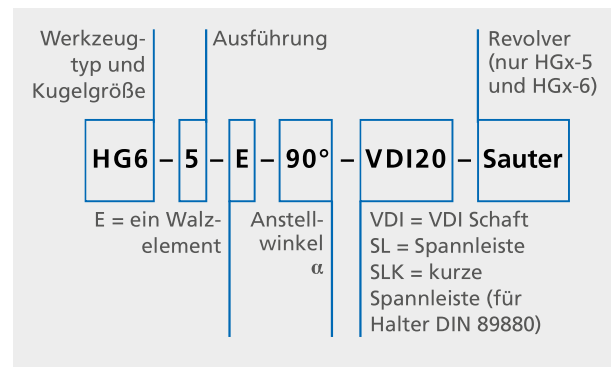 Werkzeug-
typ und
Kugelgröße
Ausführung
Revolver
(nur HGx-5
und HGx-6)
HG6 – 5 – E – 90° – VDI20 – Sauter
E = ein Walz-
element
Anstell-
winkel
α
VDI = VDI Schaft
SL = Spannleiste
SLK = kurze
Spannleiste (für
Halter DIN 89880)